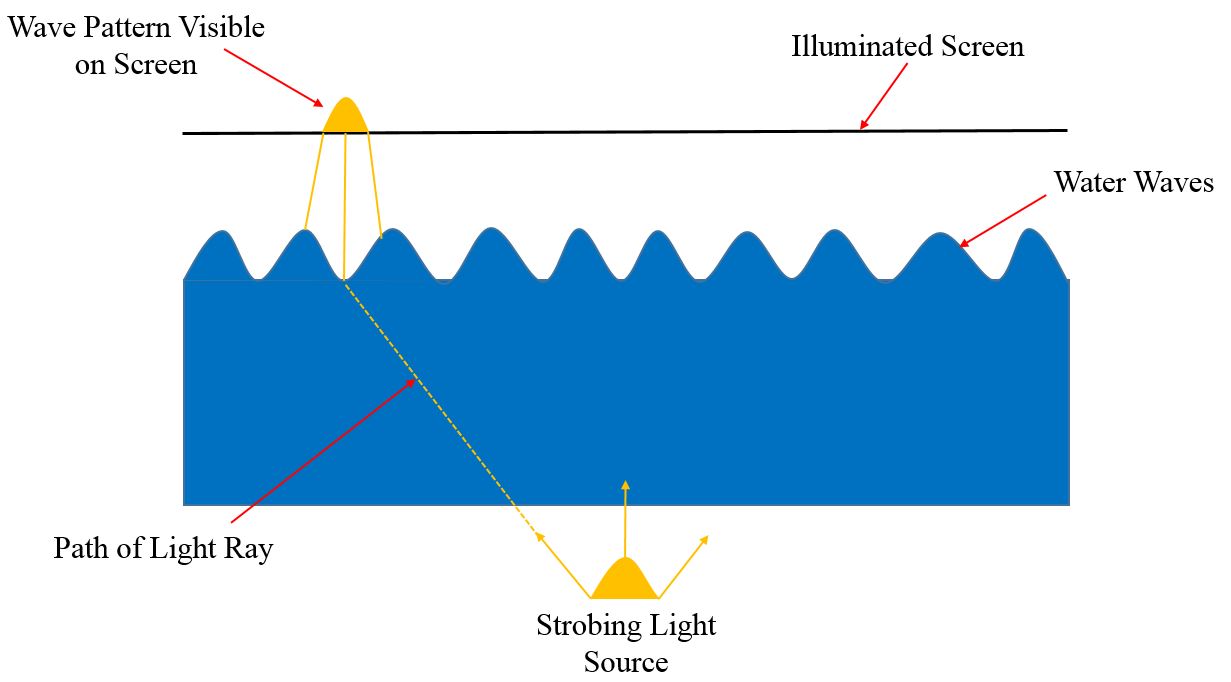 Wave Pattern Visible
on Screen
Illuminated Screen
Water Waves
Path of Light Ray
Strobing Light
Source